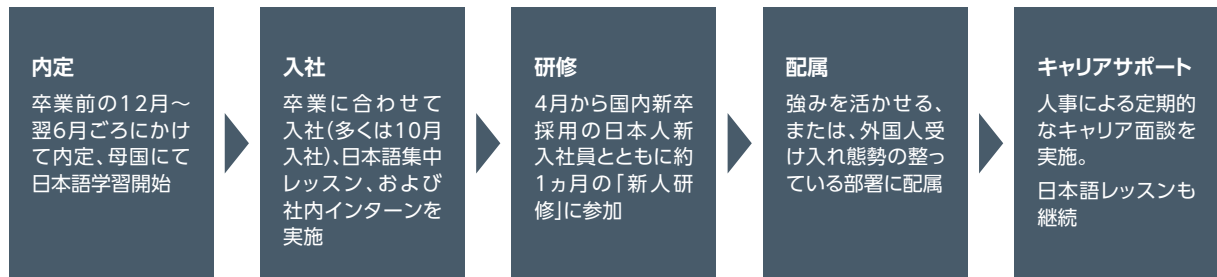 内定
卒業前の12月～
翌6月ごろにかけ
て内定、母国にて
日本語学習開始
入社
卒業に合わせて
入社(多くは10月
入社)、日本語集中
レッスン、および
社内インターンを
実施
研修
4月から国内新卒
採用の日本人新
入社員とともに約
1ヵ月の「新人研
修」に参加
配属
強みを活かせる、
または、外国人受
け入れ態勢の整っ
ている部署に配属
キャリアサポート
人事による定期的
なキャリア面談を
実施。
日本語レッスンも
継続